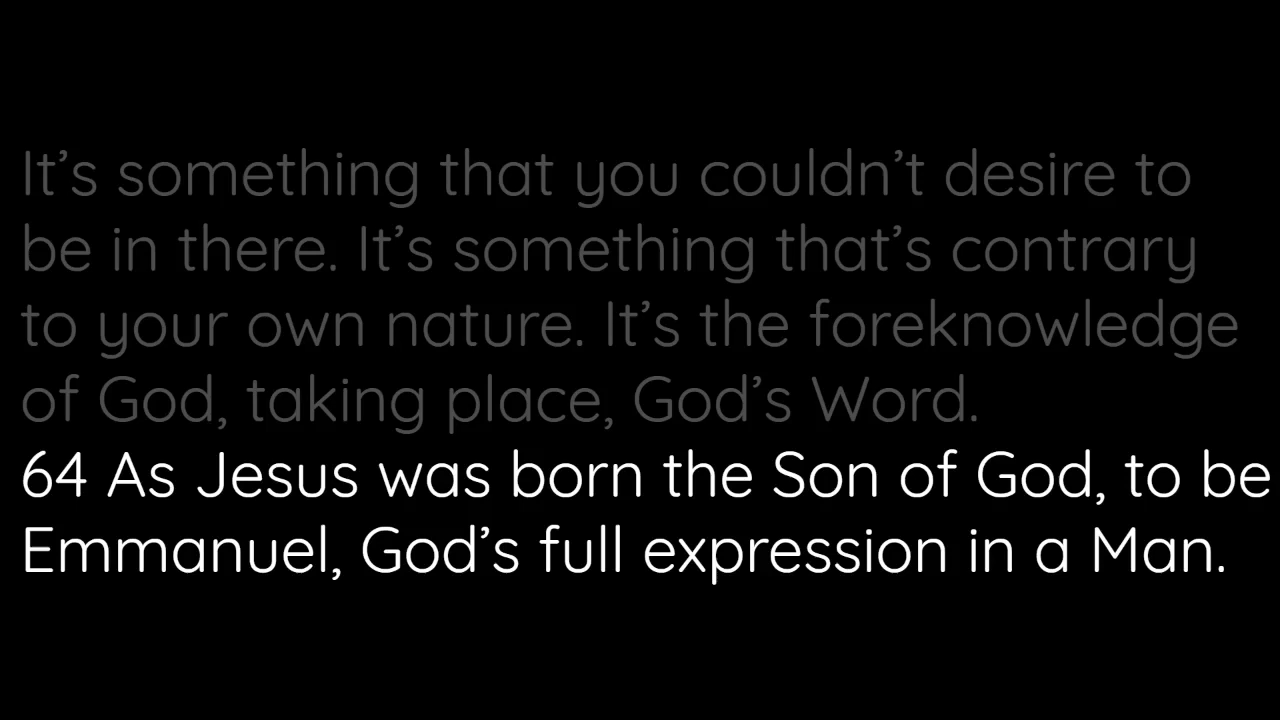 It’s something that you couldn’t desire to
be in there. It’s something that’s contrary
to your own nature. It’s the foreknowledge
of God, taking place, God’s Word.
64 As Jesus was born the Son of God, to be
Emmanuel, God’s full expression in a Man.